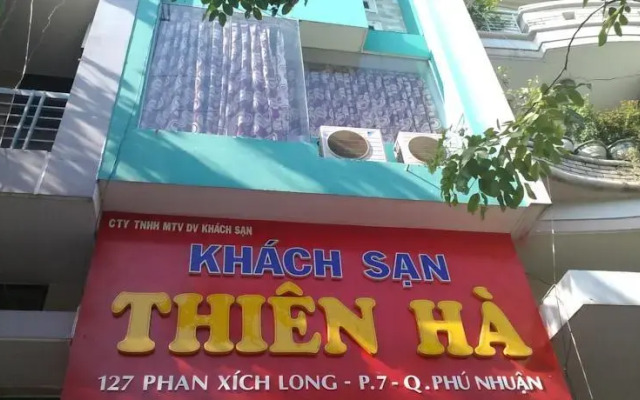 CTY TNHH MTV DV KHÁCH SẠN
KHÁCH SẠN
THIÊN HÀ
127 PHAN XÍCH LONG - P.7 - Q.PHÚ NHUẬN